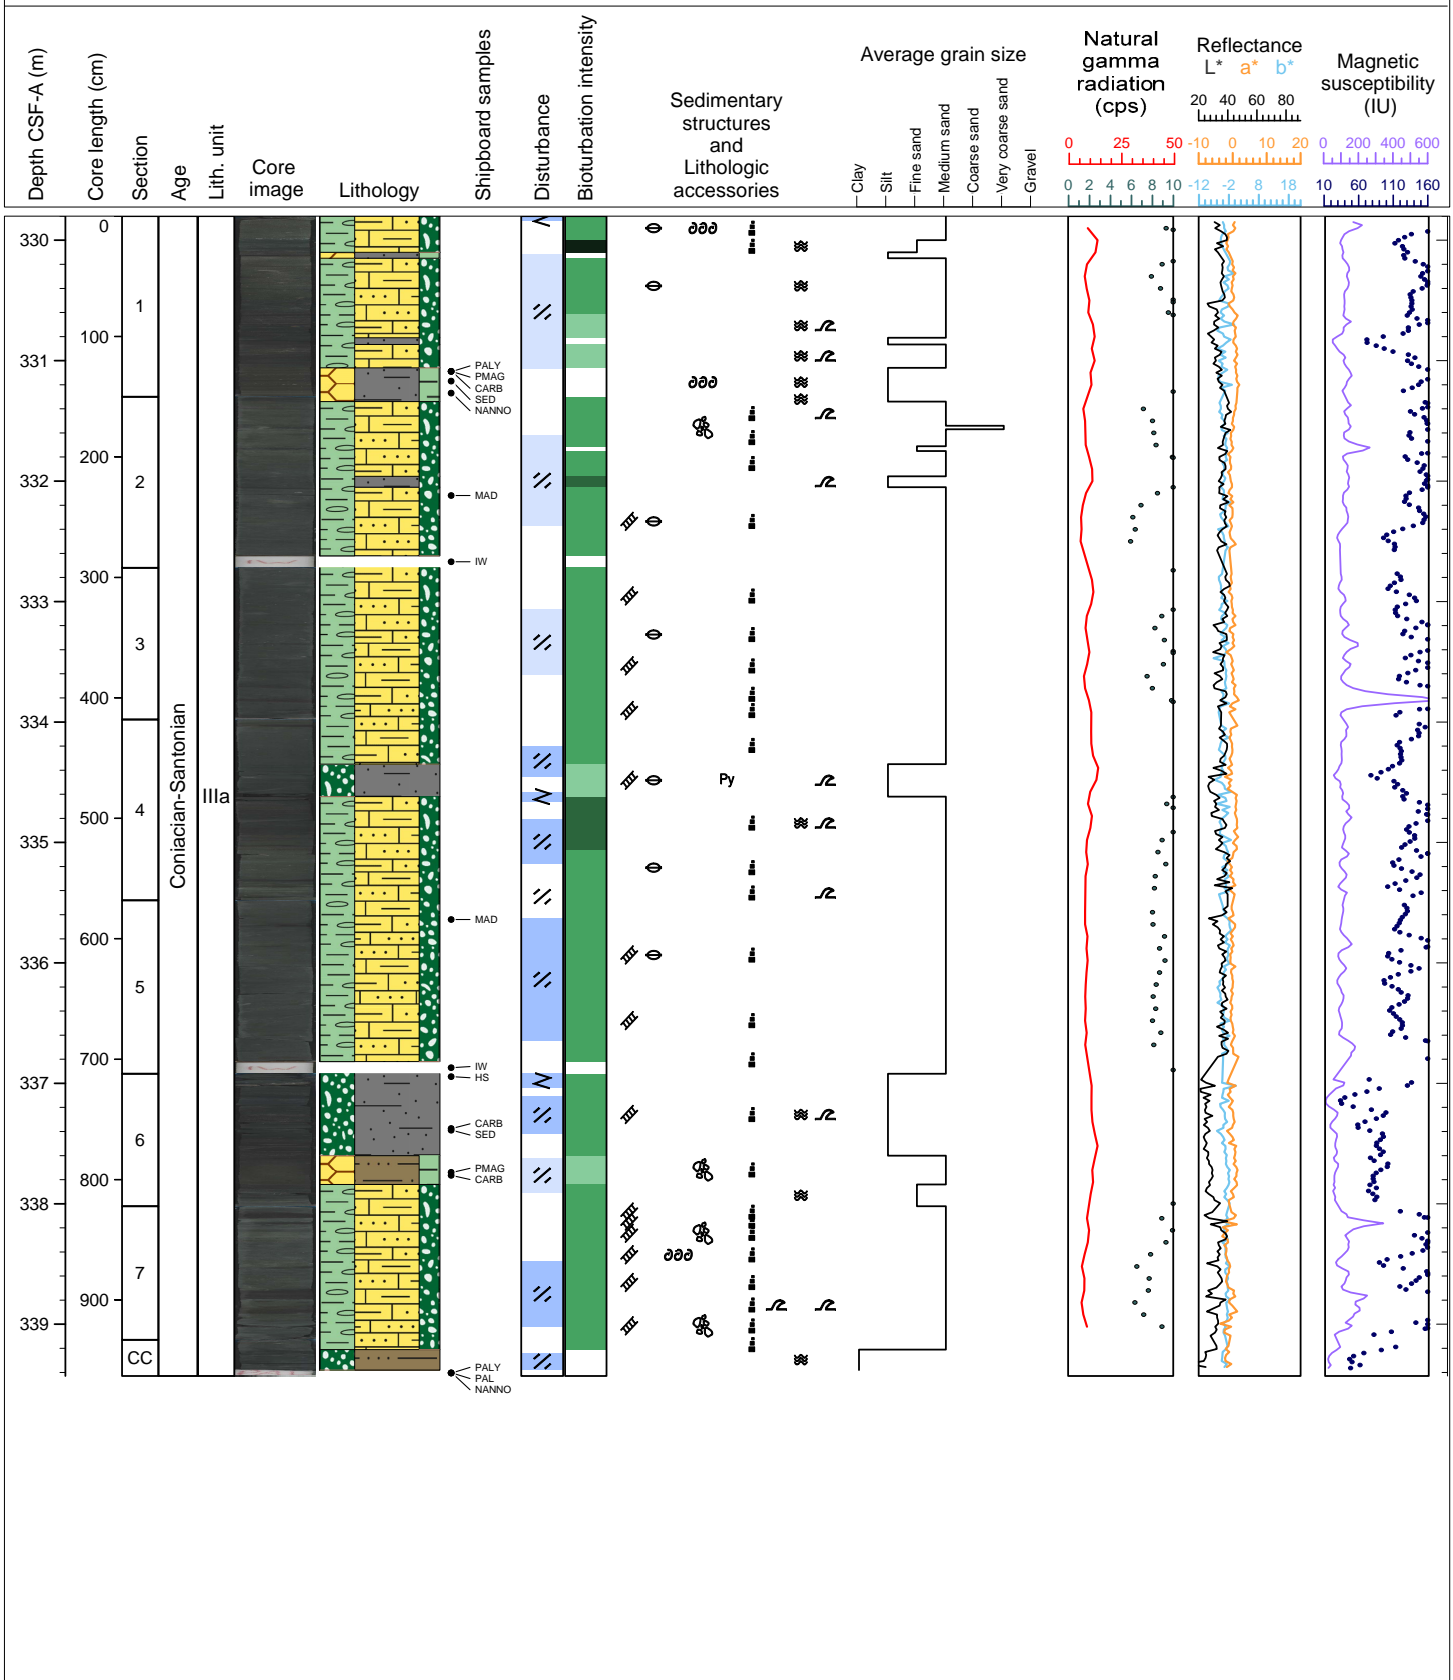 Depth CSF-A (m)
Core length (cm)
Section
Age
Lith. unit
Core
image
Lithology
Shipboard samples
Disturbance
Bioturbation intensity
Sedimentary
structures
and
Lithologic
accessories
Average grain size
Clay
Silt
Fine sand
Medium sand
Coarse sand
Very coarse sand
Gravel
Natural
gamma
radiation
(cps)
0 25 50
0 2 4 6 8 10
Reflectance
L* a* b*
20 40 60 80
-10 0 10 20
-12 -2 8 18
Magnetic
susceptibility
(IU)
0 200 400 600
10 60 110 160
330
331
332
333
334
335
336
337
338
339
0
100
200
300
400
500
600
700
800
900
1
2
3
4
5
6
7
CC
Coniacian-Santonian
IIIa
PALY
PMAG
CARB
SED
NANNO
MAD
IW
MAD
IW
HS
CARB
SED
PMAG
CARB
PALY
PAL
NANNO
Py